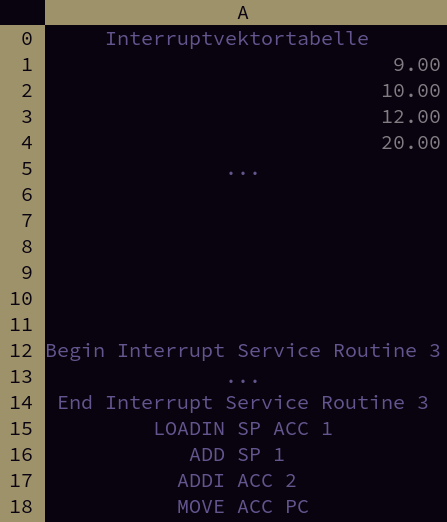 A
0 Interruptvektortabelle
1 9.00
2 10.00
3 12.00
4 20.00
5 ...
6
7
8
9
10
11
12 Begin Interrupt Service Routine 3
13 ...
14 End Interrupt Service Routine 3
15 LOADIN SP ACC 1
16 ADD SP 1
17 ADDI ACC 2
18 MOVE ACC PC